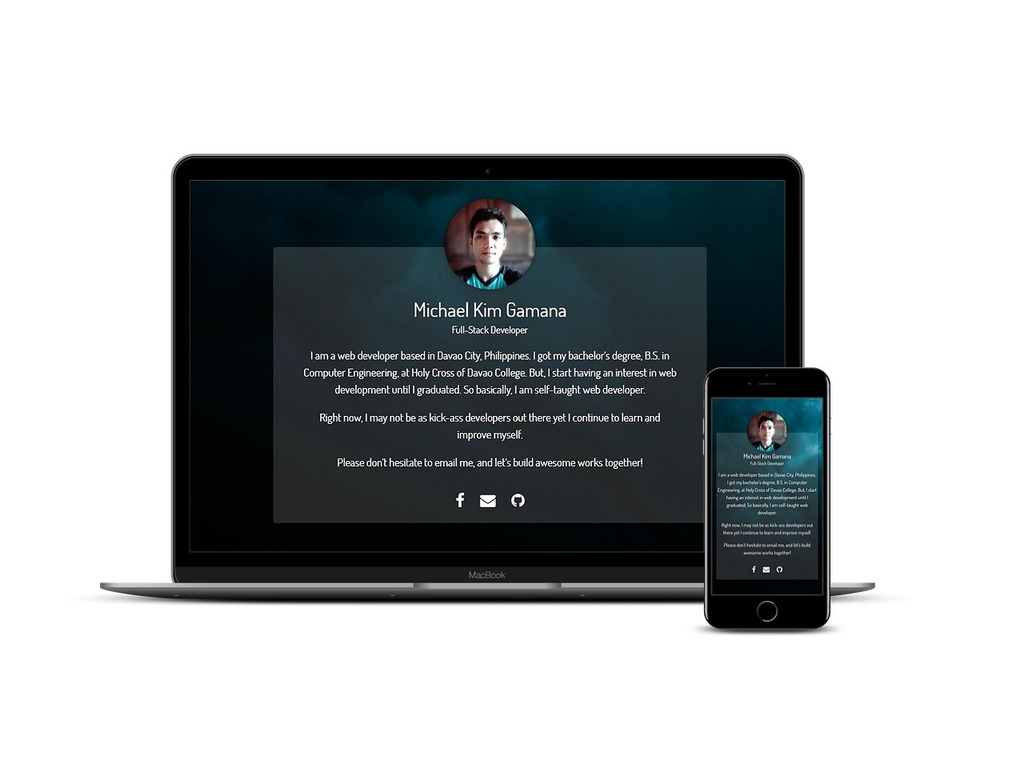 Michael Kim Gamana
Full-Stack Developer
I am a web developer based in Davao City, Philippines. I got my bachelor's degree, B.S. in
Computer Engineering, at Holy Cross of Davao College. But, I start having an interest in web
development until I graduated. So basically, I am self-taught web developer.
Right now, I may not be as kick-ass developers out there yet I continue to learn and
improve myself.
Please don't hesitate to email me, and let's build awesome works together!
MacBook
Michael Kim Gamana
Full-Stack Developer
I am a web developer based in Davao City, Philippines.
I got my bachelor's degree, B.S. in Computer
Engineering, at Holy Cross of Davao College. But, I start
having an interest in web development until I
graduated. So basically, I am self-taught web
developer.
Right now, I may not be as kick-ass developers out
there yet I continue to learn and improve myself.
Please don't hesitate to email me, and let's build
awesome works together!